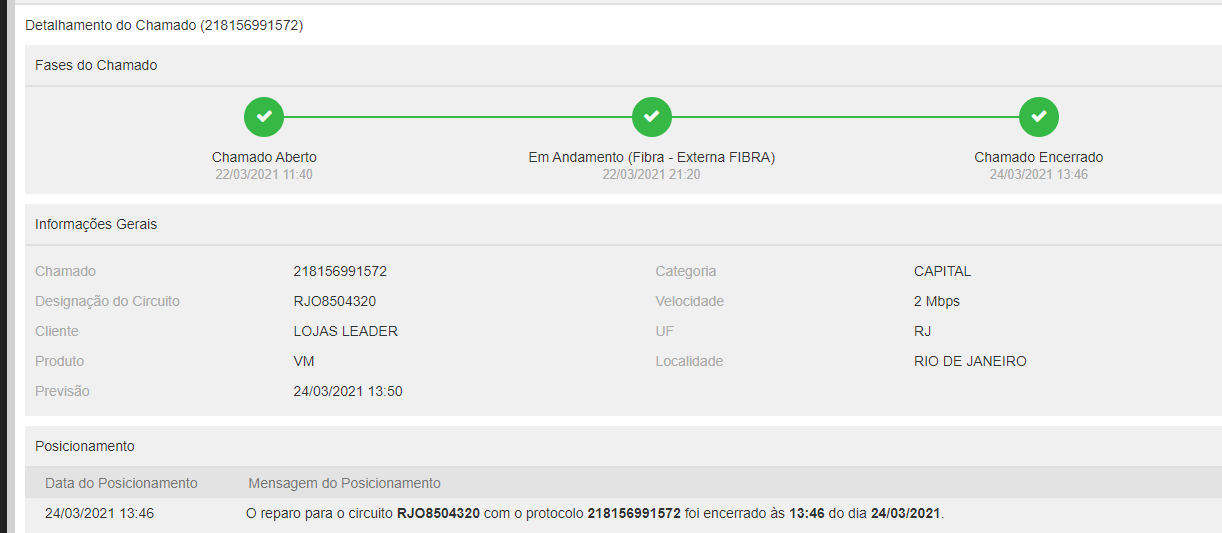 Detalhamento do Chamado (218156991572)
Fases do Chamado
Chamado Aberto
22/03/2021 11:40
Em Andamento (Fibra - Externa FIBRA)
22/03/2021 21:20
Chamado Encerrado
24/03/2021 13:46
Informações Gerais
Chamado 218156991572 Categoria CAPITAL
Designação do Circuito RJO8504320 Velocidade 2 Mbps
Cliente LOJAS LEADER UF RJ
Produto VM Localidade RIO DE JANEIRO
Previsão 24/03/2021 13:50
Posicionamento
Data do Posicionamento Mensagem do Posicionamento
24/03/2021 13:46 O reparo para o circuito RJO8504320 com o protocolo 218156991572 foi encerrado às 13:46 do dia 24/03/2021.